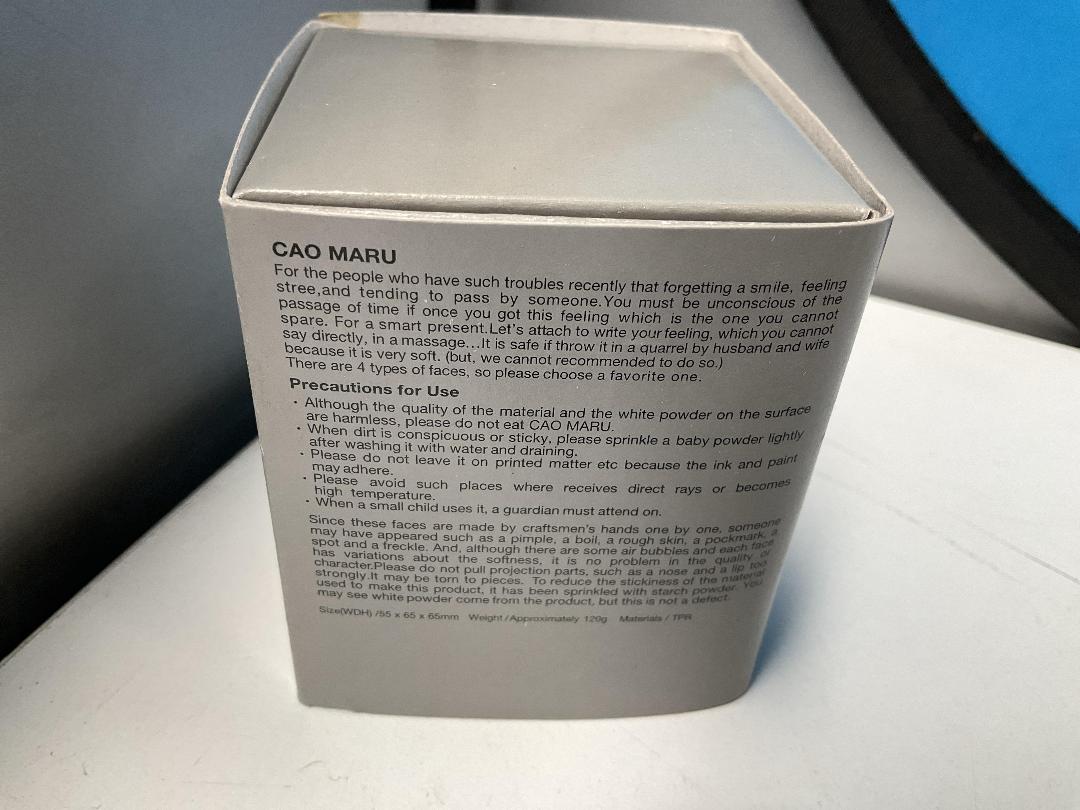 CAO MARU
For the people who have such troubles recently that forgetting a smile, feeling
stree,and tending to pass by someone.You must be unconscious of the
passage of time if once you got this feeling which is the one you cannot
spare. For a smart present.Let's attach to write your feeling, which you cannot
say directly, in a massage...It is safe if throw it in a quarrel by husband and wife
because it is very soft. (but, we cannot recommended to do so.)
There are 4 types of faces, so please choose a favorite one.
Precautions for Use
・Although the quality of the material and the white powder on the surface
are harmless, please do not eat CAO MARU.
・When dirt is conspicuous or sticky, please sprinkle a baby powder lightly
after washing it with water and draining.
・Please do not leave it on printed matter etc because the ink and paint
may adhere.
・Please avoid such places where receives direct rays or becomes
high temperature.
・When a small child uses it, a guardian must attend on.
Since these faces are made by craftsmen's hands one by one, someone
may have appeared such as a pimple, a boil, a rough skin, a pockmark, a
spot and a freckle. And, although there are some air bubbles and each face
has variations about the softness, it is no problem in the quality or
character.Please do not pull projection parts, such as a nose and a lip too
strongly.It may be torn to pieces. To reduce the stickiness of the material
used to make this product, it has been sprinkled with starch powder. You
may see white powder come from the product, but this is not a defect.
Size(WDH) /55 x 65 x 65mm Weight/Approximately 120g Materials / TPR